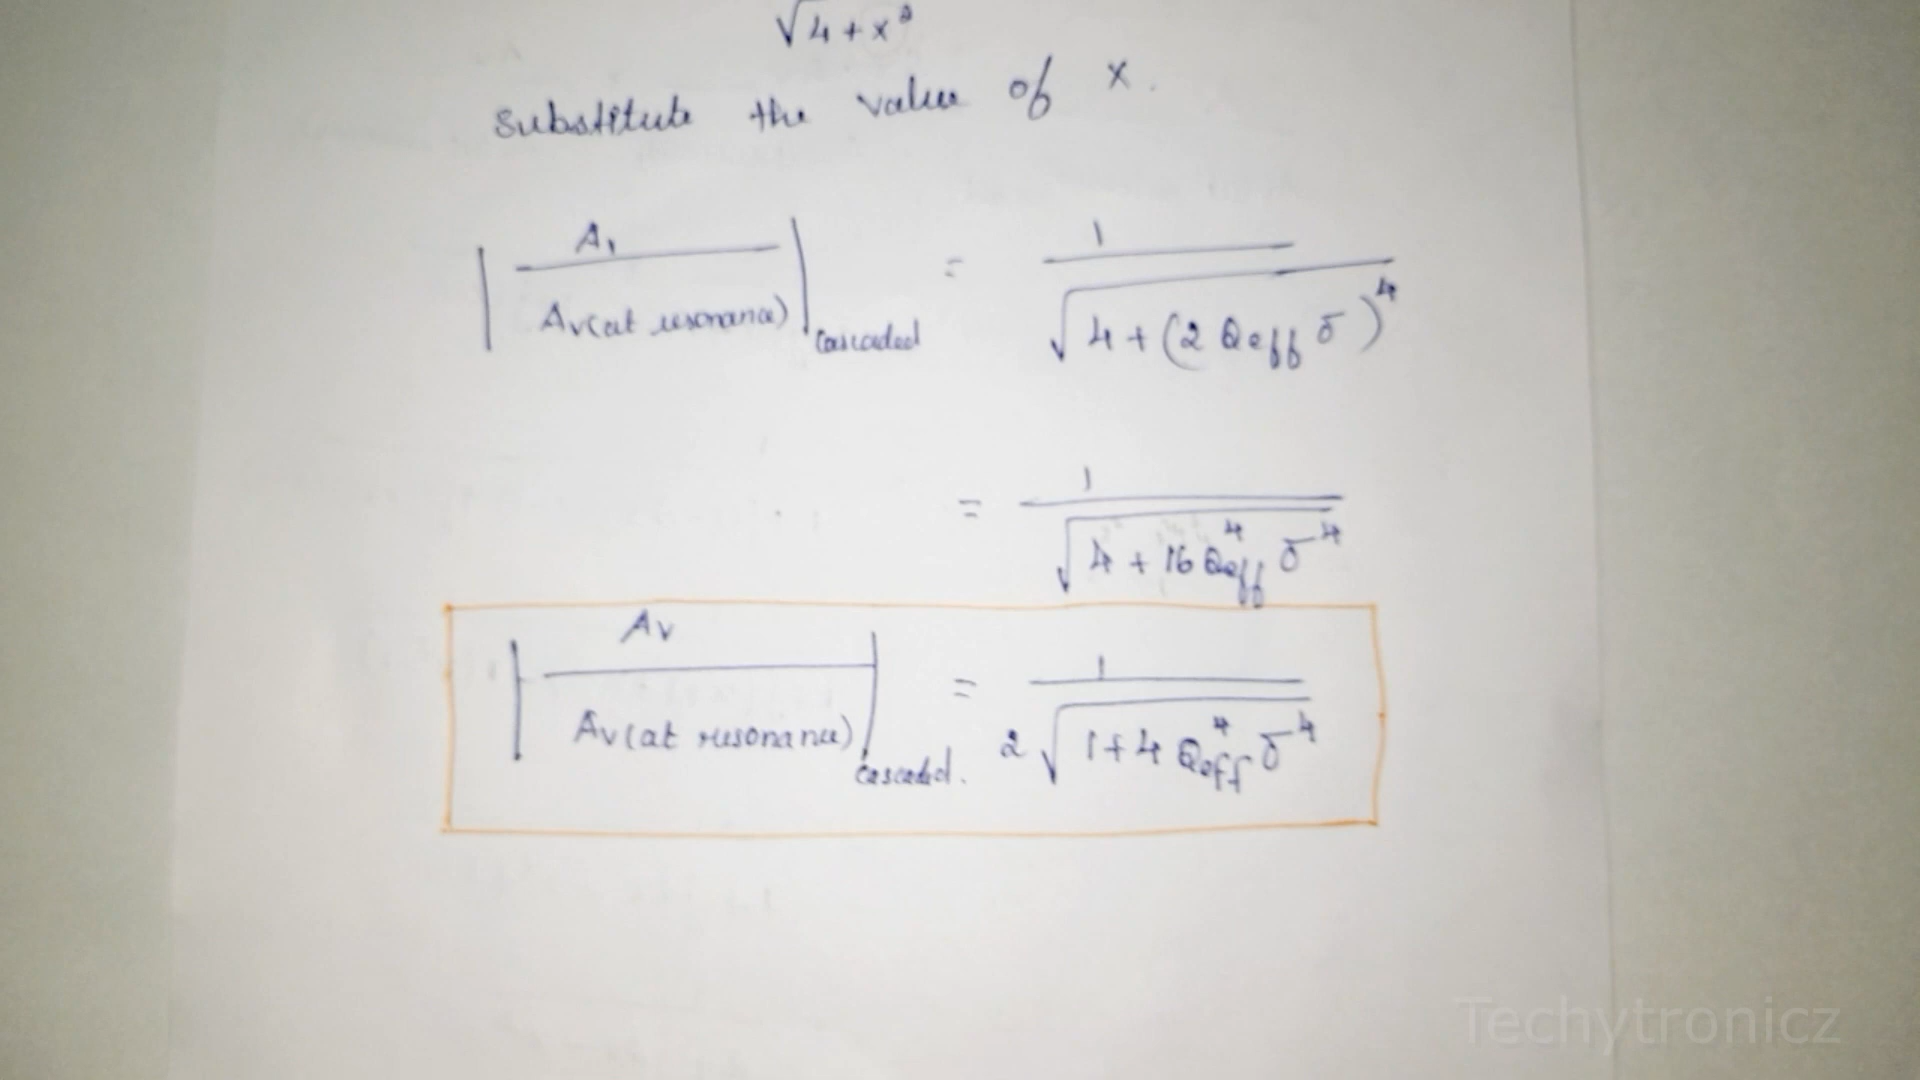 √4 + x²
substitute the value of x.
| A₁ / Av(at resonance) | cascaded = 1 / √4 + (2 Qeff δ)⁴
= 1 / √4 + 16 Qeff⁴ δ⁴
| Av / Av(at resonance) | cascaded. = 1 / 2 √1 + 4 Qeff⁴ δ⁴
Techytronicz